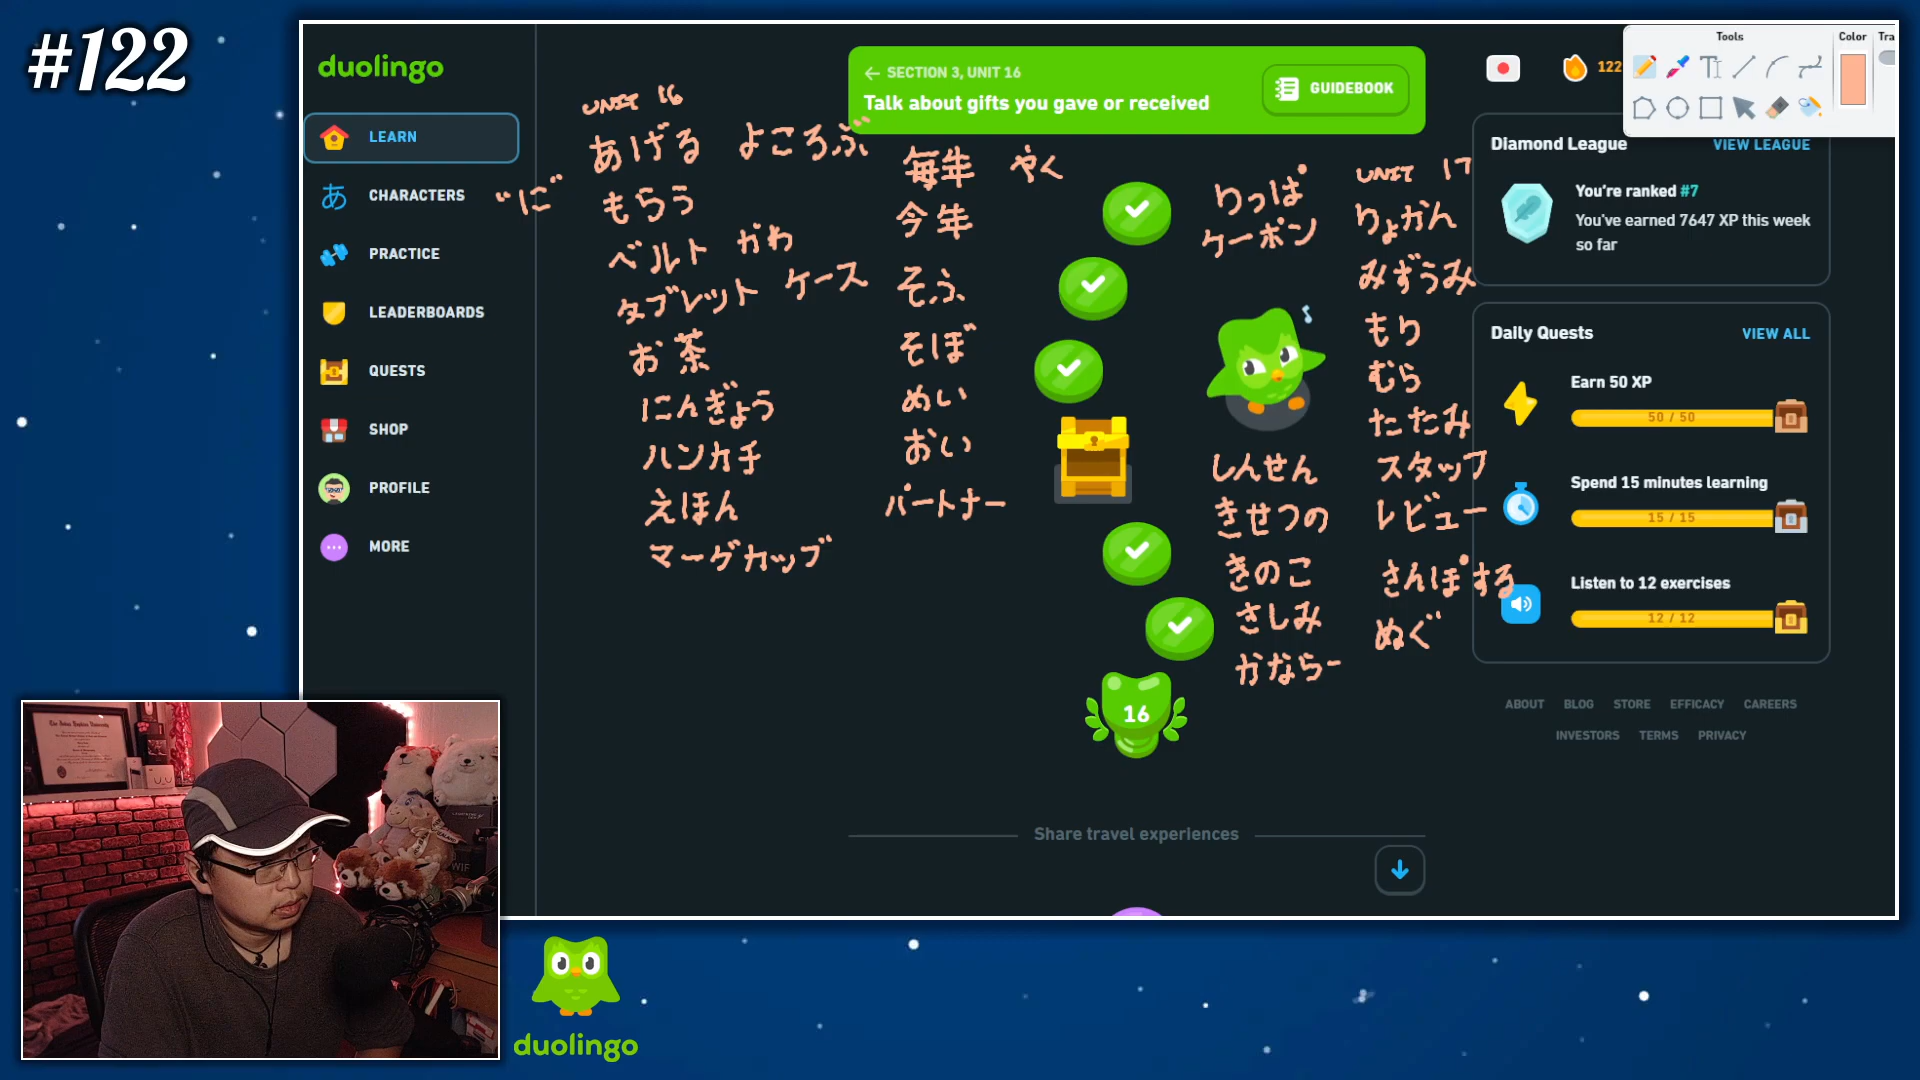 #122
duolingo
LEARN
CHARACTERS
PRACTICE
LEADERBOARDS
QUESTS
SHOP
PROFILE
MORE
UNIT 16
あげる よころぶ
"に"
もらう
ベルト がわ
タブレット ケース
お茶
にんぎょう
ハンカチ
えほん
マーグカップ
毎年 やく
今年
そふ
そぼ
めい
おい
パートナー
← SECTION 3, UNIT 16
Talk about gifts you gave or received
GUIDEBOOK
16
りっぱ
ケーポン
しんせん
きせつの
きのこ
さしみ
かならー
UNIT 17
りょかん
みずうみ
もり
むら
たたみ
スタッフ
レビュー
さんぽする
ぬぐ
Share travel experiences
122
Tools
Color
Tra
Diamond League
VIEW LEAGUE
You're ranked #7
You've earned 7647 XP this week
so far
Daily Quests
VIEW ALL
Earn 50 XP
50 / 50
Spend 15 minutes learning
15 / 15
Listen to 12 exercises
12 / 12
ABOUT BLOG STORE EFFICACY CAREERS
INVESTORS TERMS PRIVACY
duolingo